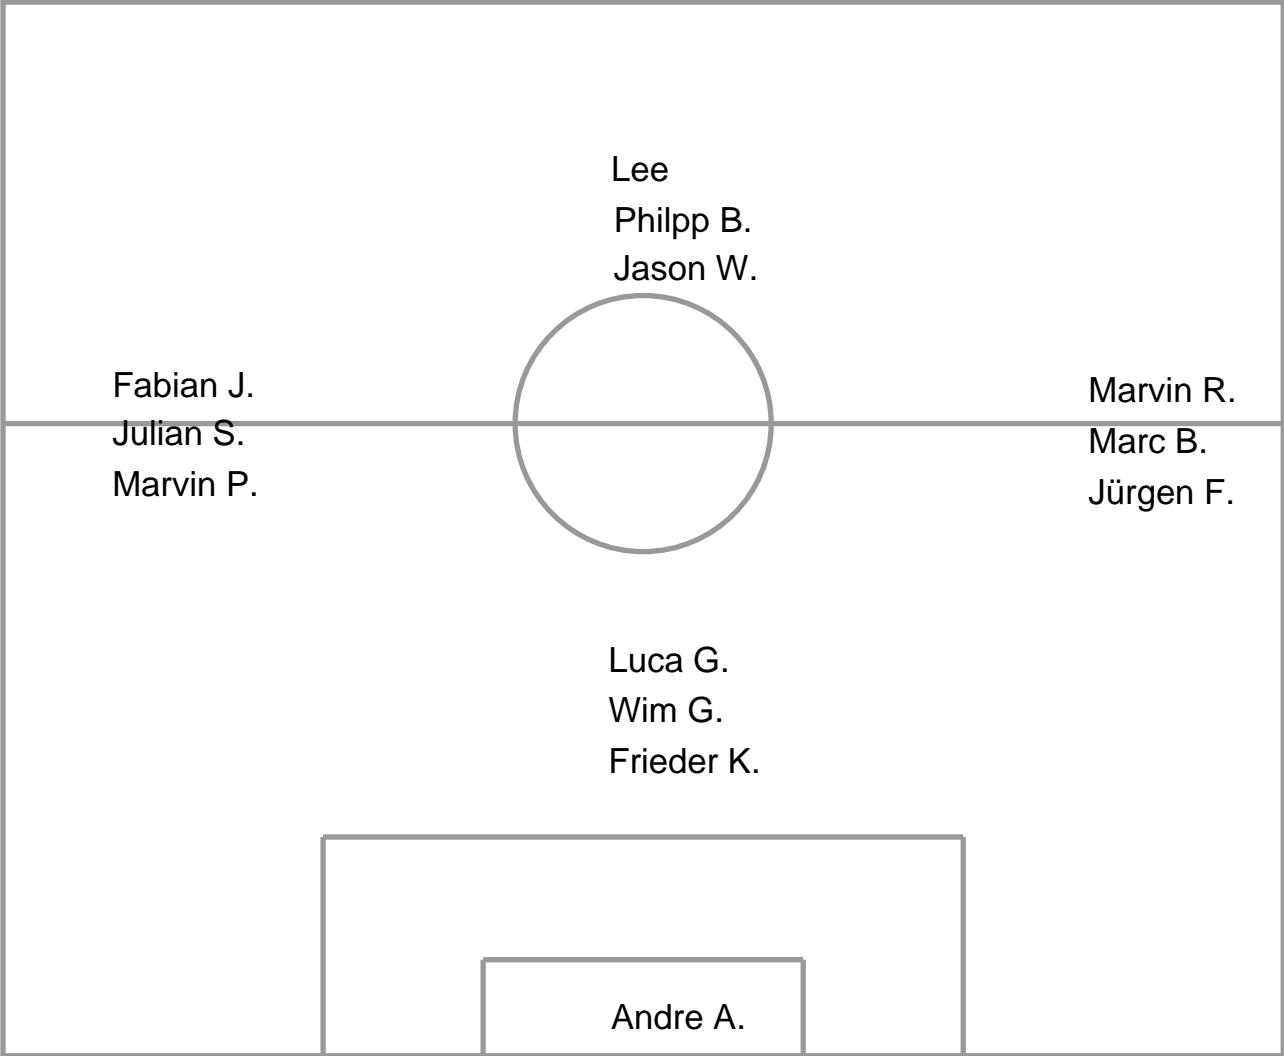 Lee
Philpp B.
Jason W.
Fabian J.
Julian S.
Marvin P.
Marvin R.
Marc B.
Jürgen F.
Luca G.
Wim G.
Frieder K.
Andre A.